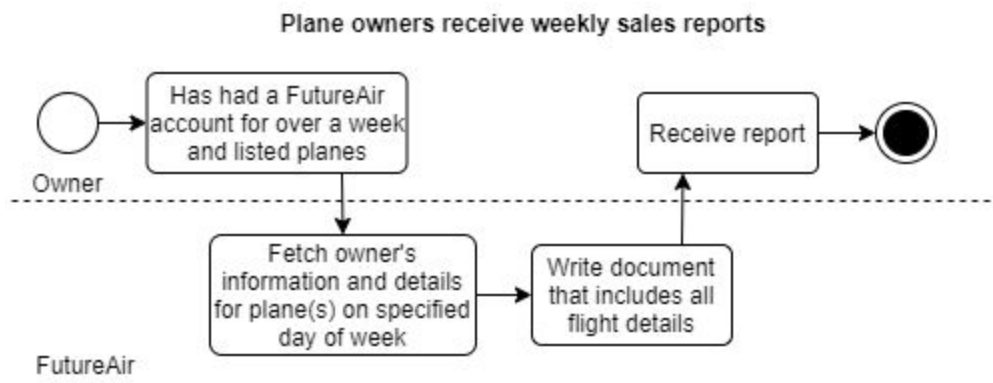 Plane owners receive weekly sales reports
Has had a FutureAir
account for over a week
and listed planes
Receive report
Owner
Fetch owner's
information and details
for plane(s) on specified
day of week
Write document
that includes all
flight details
FutureAir